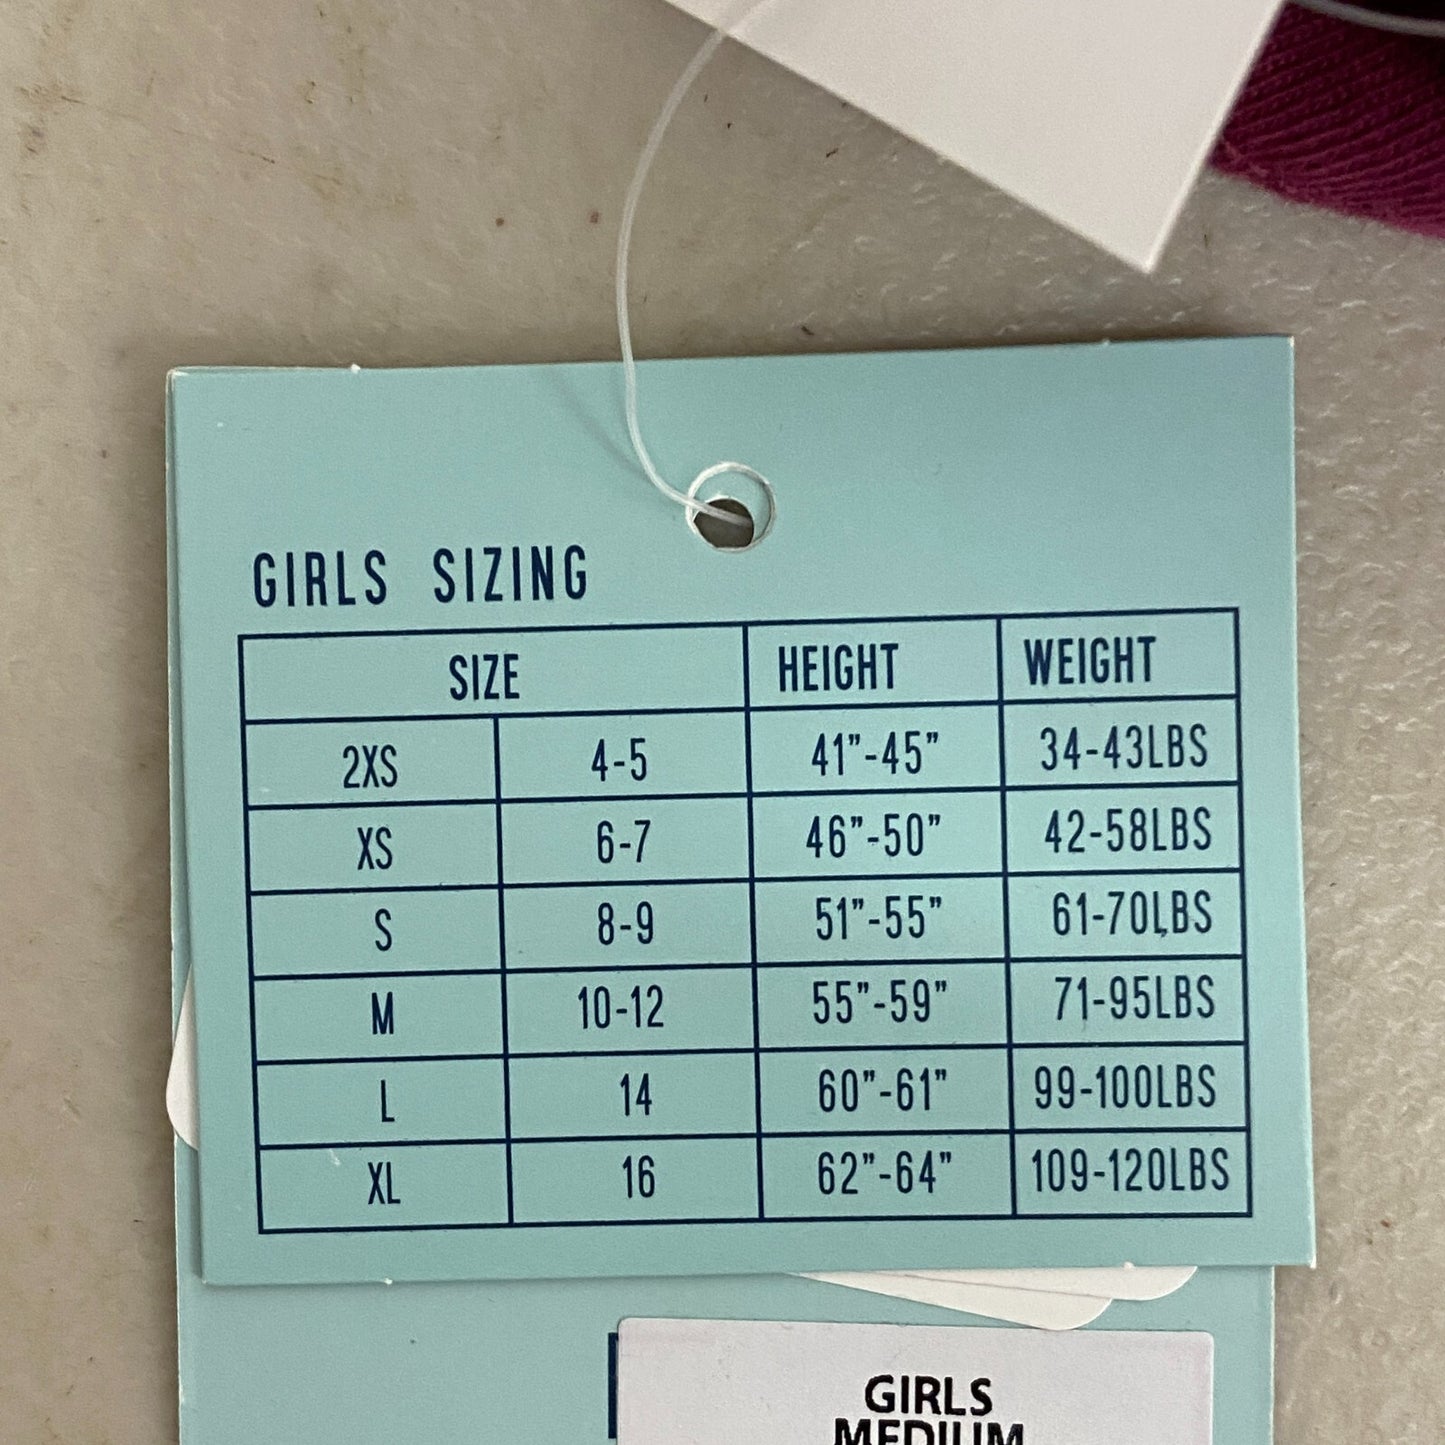 GIRLS SIZING
SIZE HEIGHT WEIGHT
2XS 4-5 41”-45” 34-43LBS
XS 6-7 46”-50” 42-58LBS
S 8-9 51”-55” 61-70LBS
M 10-12 55”-59” 71-95LBS
L 14 60”-61” 99-100LBS
XL 16 62”-64” 109-120LBS
GIRLS
MEDIUM